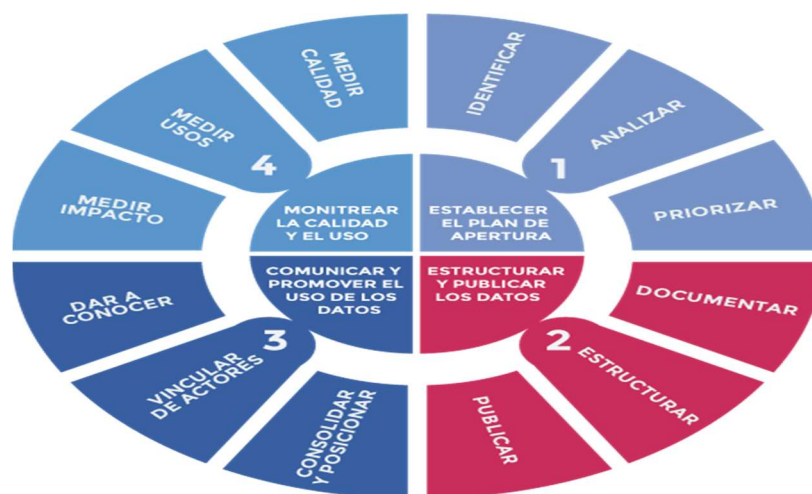 IDENTIFICAR
ANALIZAR
PRIORIZAR
1
ESTABLECER
EL PLAN DE
APERTURA
DOCUMENTAR
ESTRUCTURAR
PUBLICAR
2
ESTRUCTURAR
Y PUBLICAR
LOS DATOS
CONSOLIDAR
Y POSICIONAR
VINCULAR
DE ACTORES
DAR A
CONOCER
3
COMUNICAR Y
PROMOVER EL
USO DE LOS
DATOS
MEDIR
IMPACTO
MEDIR
USOS
MEDIR
CALIDAD
4
MONITREAR
LA CALIDAD
Y EL USO